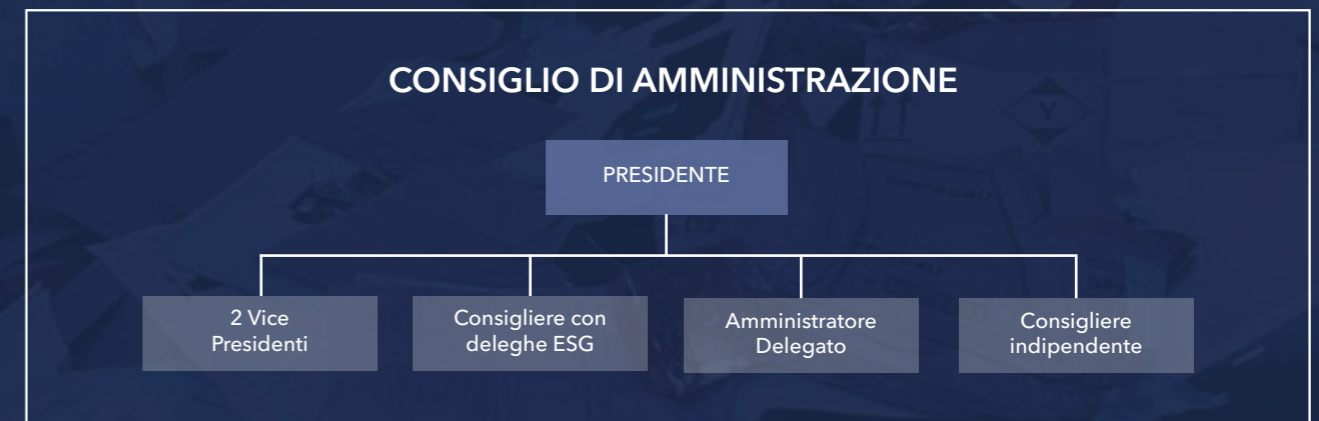 CONSIGLIO DI AMMINISTRAZIONE
PRESIDENTE
2 Vice
Presidenti
Consigliere con
deleghe ESG
Amministratore
Delegato
Consigliere
indipendente